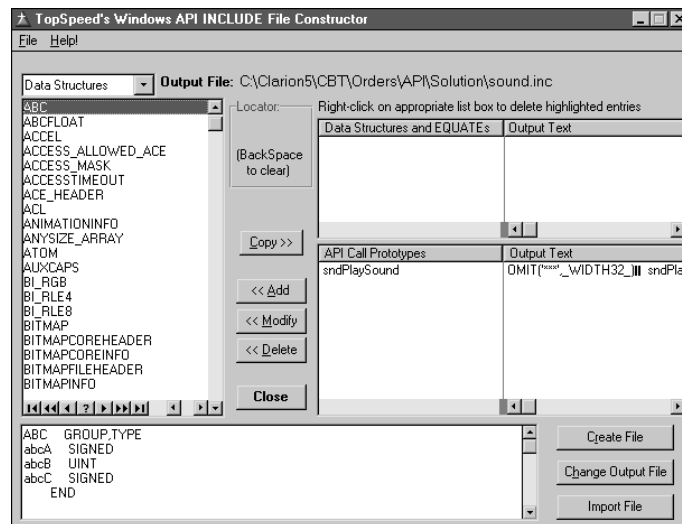 TopSpeed's Windows API INCLUDE File Constructor
File Help!
Data Structures
Output File: C:\Clarion5\CBT\Orders\API\Solution\sound.inc
ABC
ABCFLOAT
ACCEL
ACCESS_ALLOWED_ACE
ACCESS_MASK
ACCESSTIMEOUT
ACE_HEADER
ACL
ANIMATIONINFO
ANYSIZE_ARRAY
ATOM
AUXCAPS
BI_RGB
BI_RLE4
BI_RLE8
BITMAP
BITMAPCOREHEADER
BITMAPCOREINFO
BITMAPFILEHEADER
BITMAPINFO
Locator:
(BackSpace
to clear)
Copy >>
<< Add
<< Modify
<< Delete
Close
Right-click on appropriate list box to delete highlighted entries
Data Structures and EQUATEs Output Text
API Call Prototypes Output Text
sndPlaySound OMIT('***',_WIDTH32_)|| sndPla
ABC GROUP,TYPE
abcA SIGNED
abcB UINT
abcC SIGNED
END
Create File
Change Output File
Import File